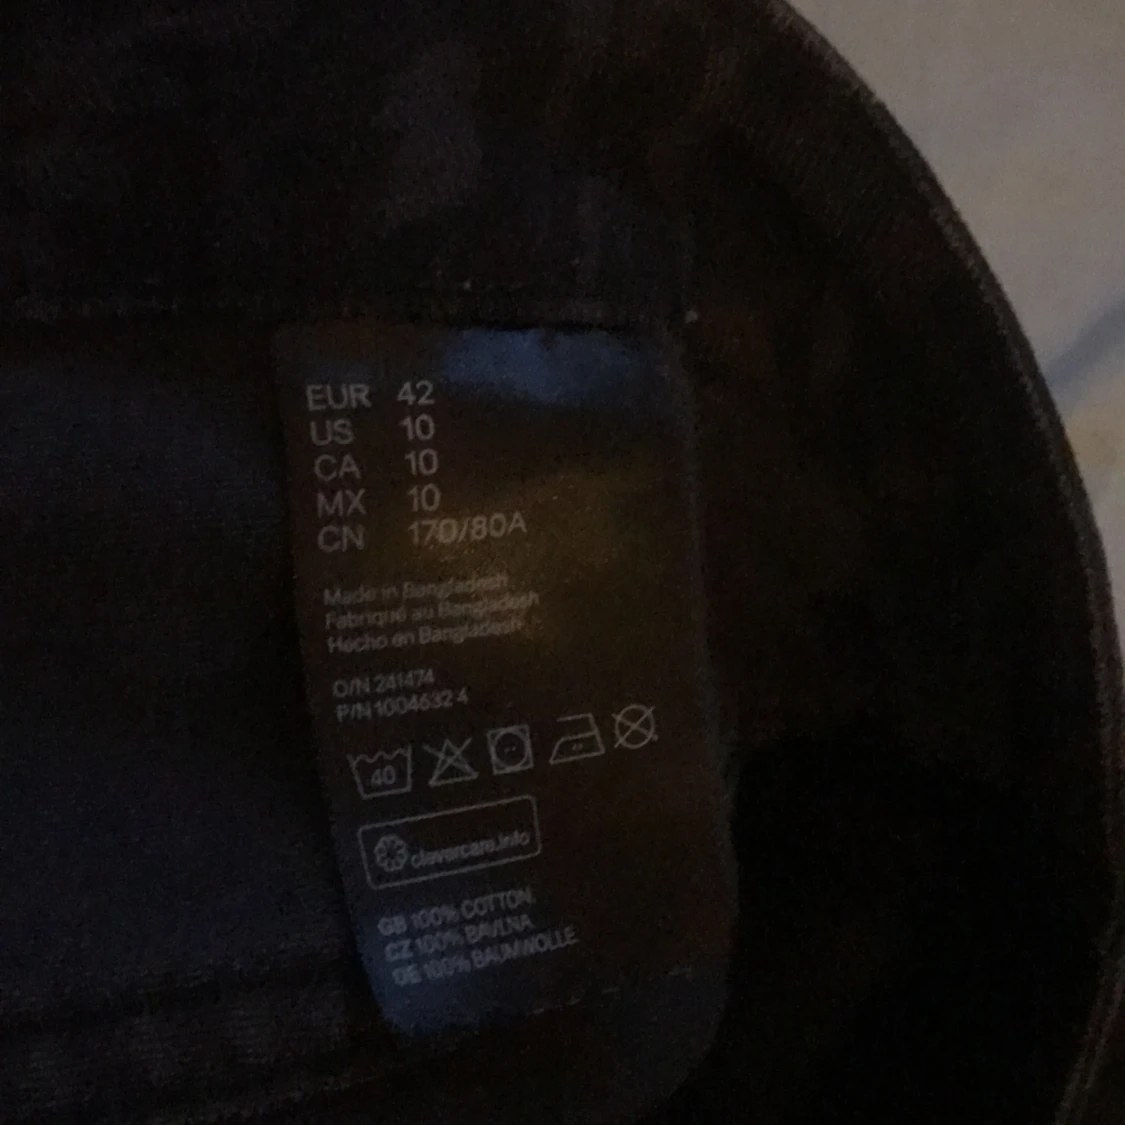 EUR 42
US 10
CA 10
MX 10
CN 170/80A
Made in Bangladesh
Fabriqué au Bangladesh
Hecho en Bangladesh
O/N 241474
P/N 1004632 4
40
clevercare.info
GB 100% COTTON
CZ 100% BAVLNA
DE 100% BAUMWOLLE